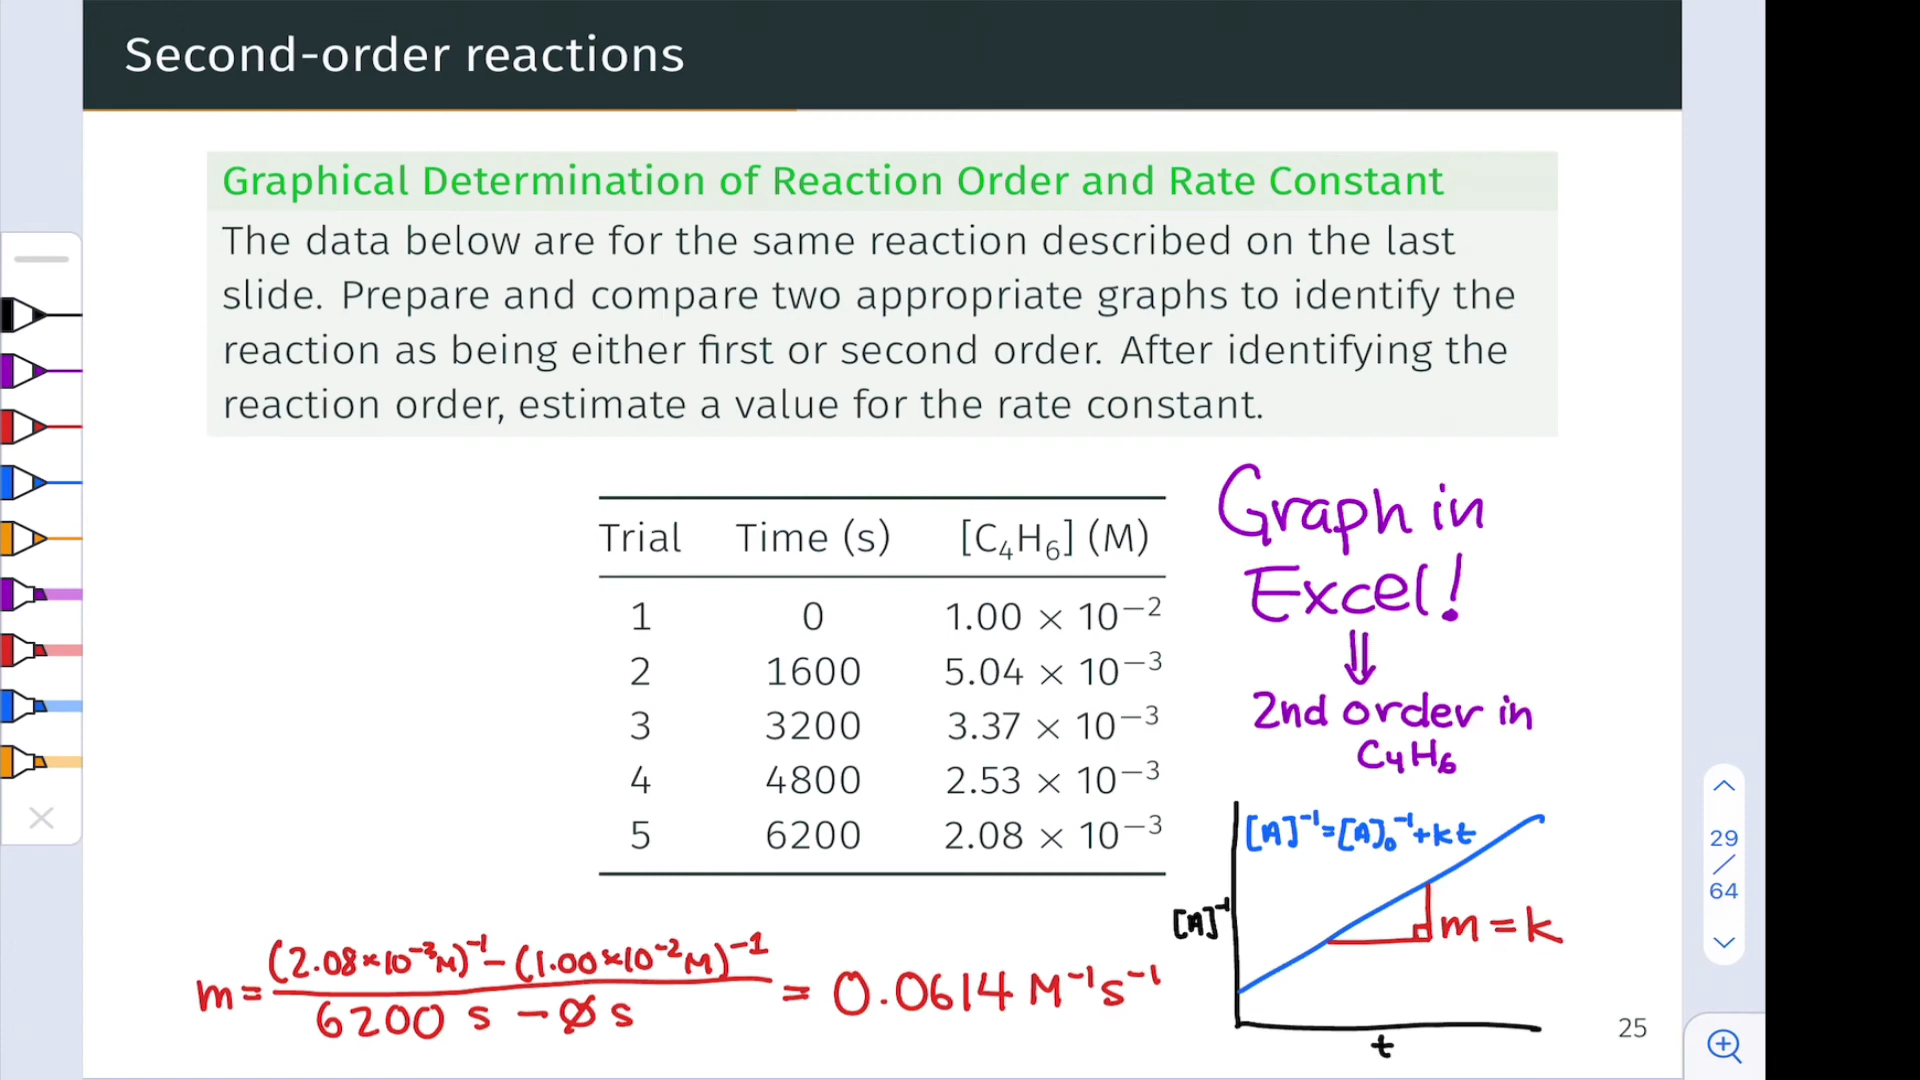 Second-order reactions
Graphical Determination of Reaction Order and Rate Constant
The data below are for the same reaction described on the last
slide. Prepare and compare two appropriate graphs to identify the
reaction as being either first or second order. After identifying the
reaction order, estimate a value for the rate constant.
Trial Time (s) [C₄H₆] (M)
1 0 1.00 × 10⁻²
2 1600 5.04 × 10⁻³
3 3200 3.37 × 10⁻³
4 4800 2.53 × 10⁻³
5 6200 2.08 × 10⁻³
Graph in
Excel!
⇓
2nd order in
C₄H₆
[A]⁻¹=[A]₀⁻¹+kt
[A]⁻¹
m = k
t
(2.08×10⁻³M)⁻¹ − (1.00×10⁻²M)⁻¹
m = = 0.0614 M⁻¹s⁻¹
6200 s − 0 s
25
29
/
64